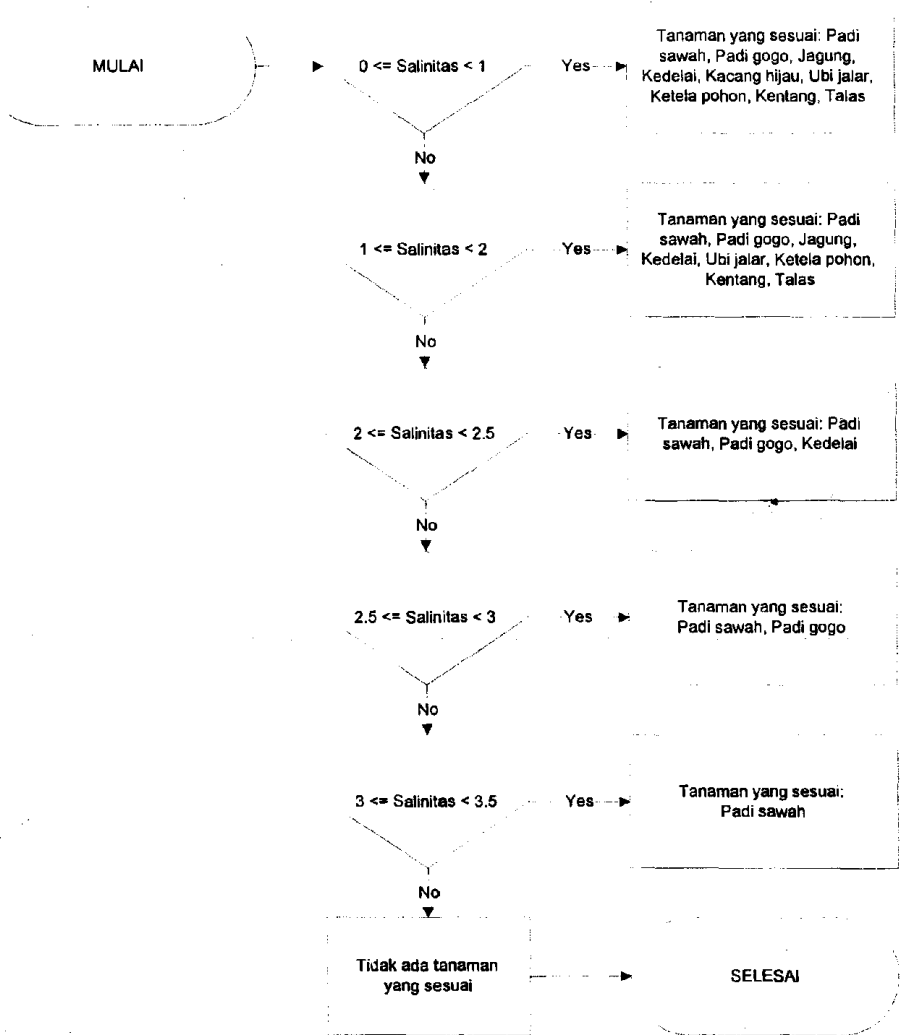 MULAI
0 <= Salinitas < 1
Yes
Tanaman yang sesuai: Padi
sawah, Padi gogo, Jagung,
Kedelai, Kacang hijau, Ubi jalar,
Ketela pohon, Kentang, Talas
No
1 <= Salinitas < 2
Yes
Tanaman yang sesuai: Padi
sawah, Padi gogo, Jagung,
Kedelai, Ubi jalar, Ketela pohon,
Kentang, Talas
No
2 <= Salinitas < 2.5
Yes
Tanaman yang sesuai: Padi
sawah, Padi gogo, Kedelai
No
2.5 <= Salinitas < 3
Yes
Tanaman yang sesuai:
Padi sawah, Padi gogo
No
3 <= Salinitas < 3.5
Yes
Tanaman yang sesuai:
Padi sawah
No
Tidak ada tanaman
yang sesuai
SELESAI